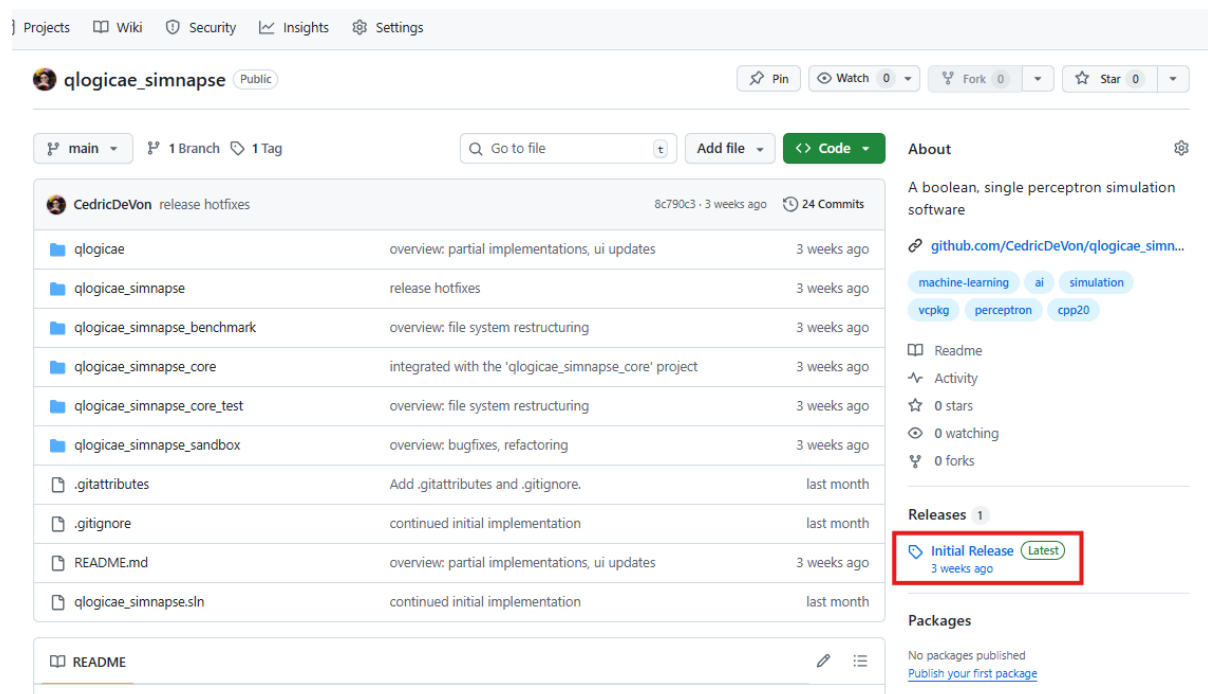 Projects Wiki Security Insights Settings
qlogicae_simnapse Public
Pin Watch 0 Fork 0 Star 0
main 1 Branch 1 Tag Go to file t Add file Code
CedricDeVon release hotfixes 8c790c3 · 3 weeks ago 24 Commits
qlogicae overview: partial implementations, ui updates 3 weeks ago
qlogicae_simnapse release hotfixes 3 weeks ago
qlogicae_simnapse_benchmark overview: file system restructuring 3 weeks ago
qlogicae_simnapse_core integrated with the 'qlogicae_simnapse_core' project 3 weeks ago
qlogicae_simnapse_core_test overview: file system restructuring 3 weeks ago
qlogicae_simnapse_sandbox overview: bugfixes, refactoring 3 weeks ago
.gitattributes Add .gitattributes and .gitignore. last month
.gitignore continued initial implementation last month
README.md overview: partial implementations, ui updates 3 weeks ago
qlogicae_simnapse.sln continued initial implementation last month
README
About
A boolean, single perceptron simulation
software
github.com/CedricDeVon/qlogicae_simn...
machine-learning ai simulation
vcpkg perceptron cpp20
Readme
Activity
0 stars
0 watching
0 forks
Releases 1
Initial Release Latest
3 weeks ago
Packages
No packages published
Publish your first package